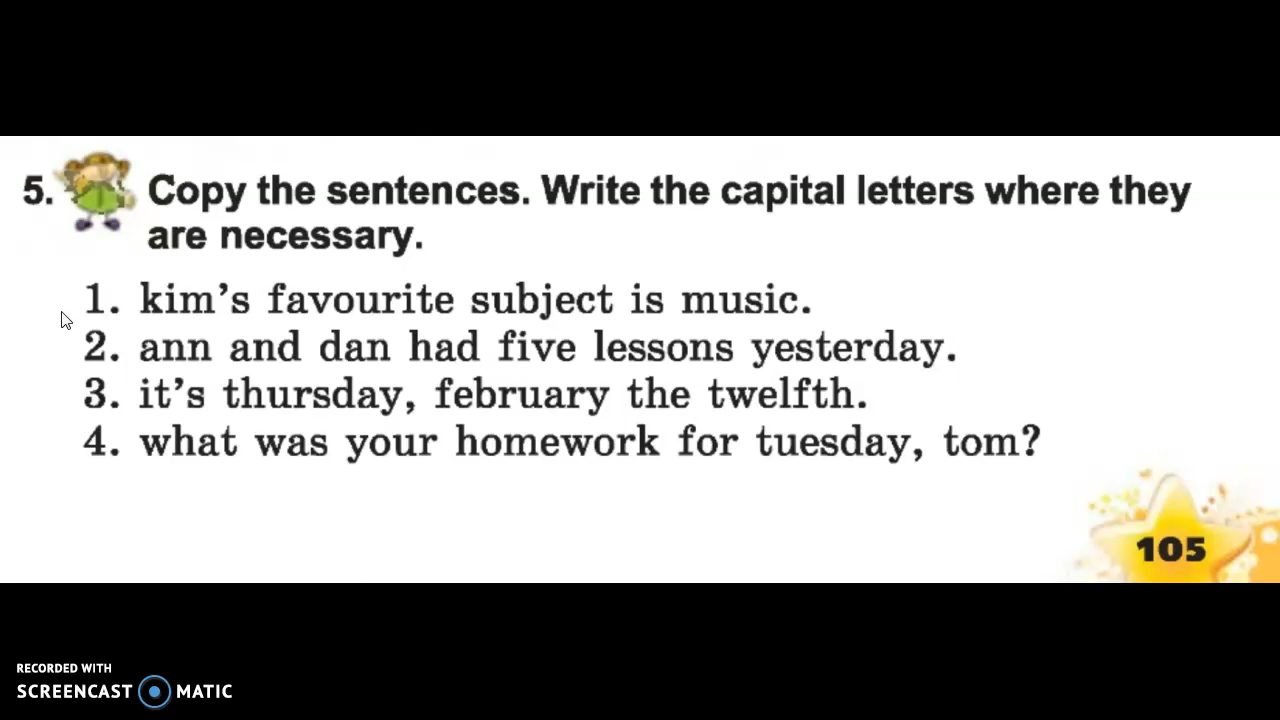 5. Copy the sentences. Write the capital letters where they
are necessary.
1. kim's favourite subject is music.
2. ann and dan had five lessons yesterday.
3. it's thursday, february the twelfth.
4. what was your homework for tuesday, tom?
105
RECORDED WITH
SCREENCAST MATIC